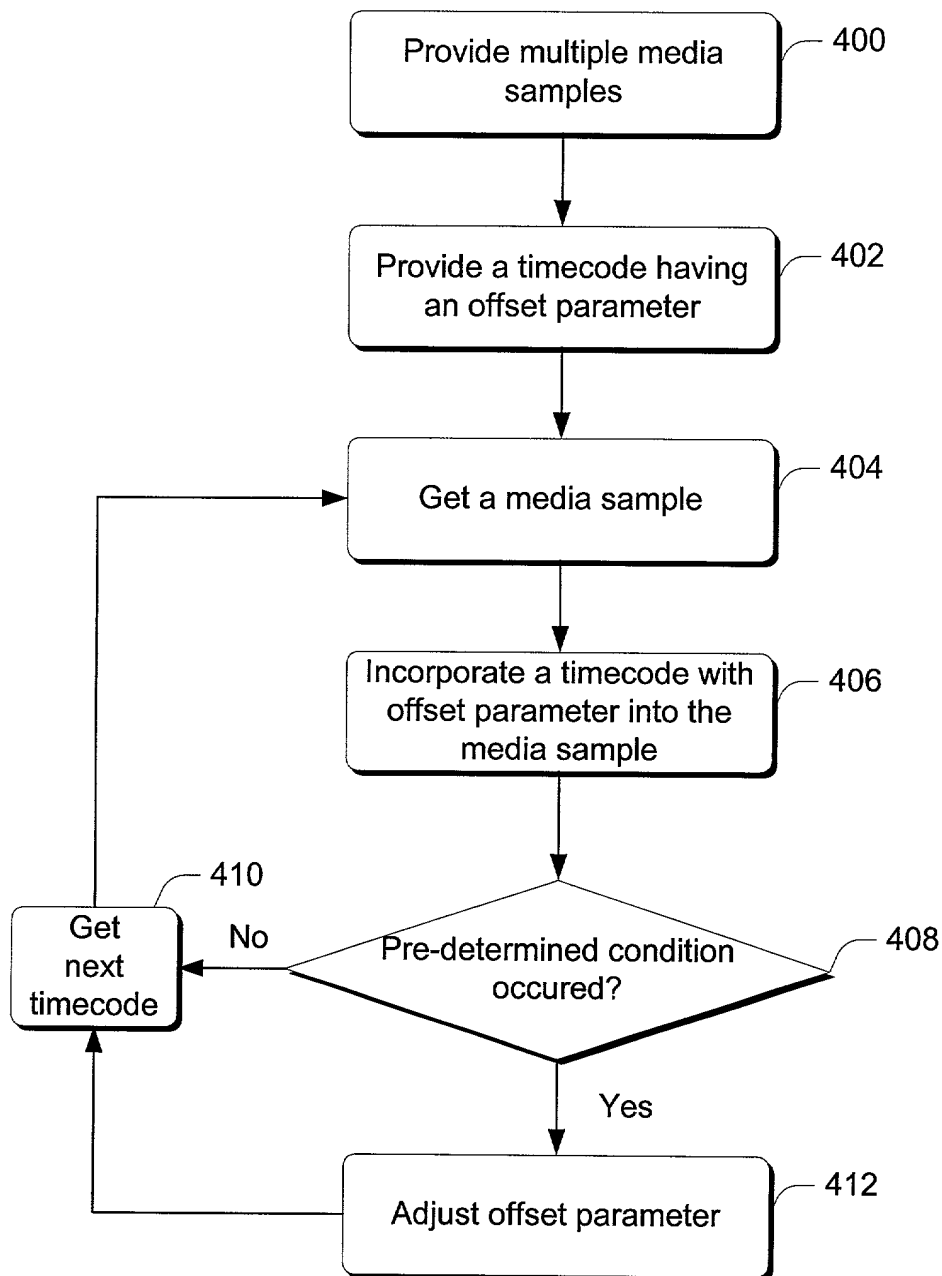 Provide multiple media
samples
400
Provide a timecode having
an offset parameter
402
Get a media sample
404
Incorporate a timecode with
offset parameter into the
media sample
406
Pre-determined condition
occured?
408
No
Get
next
timecode
410
Yes
Adjust offset parameter
412